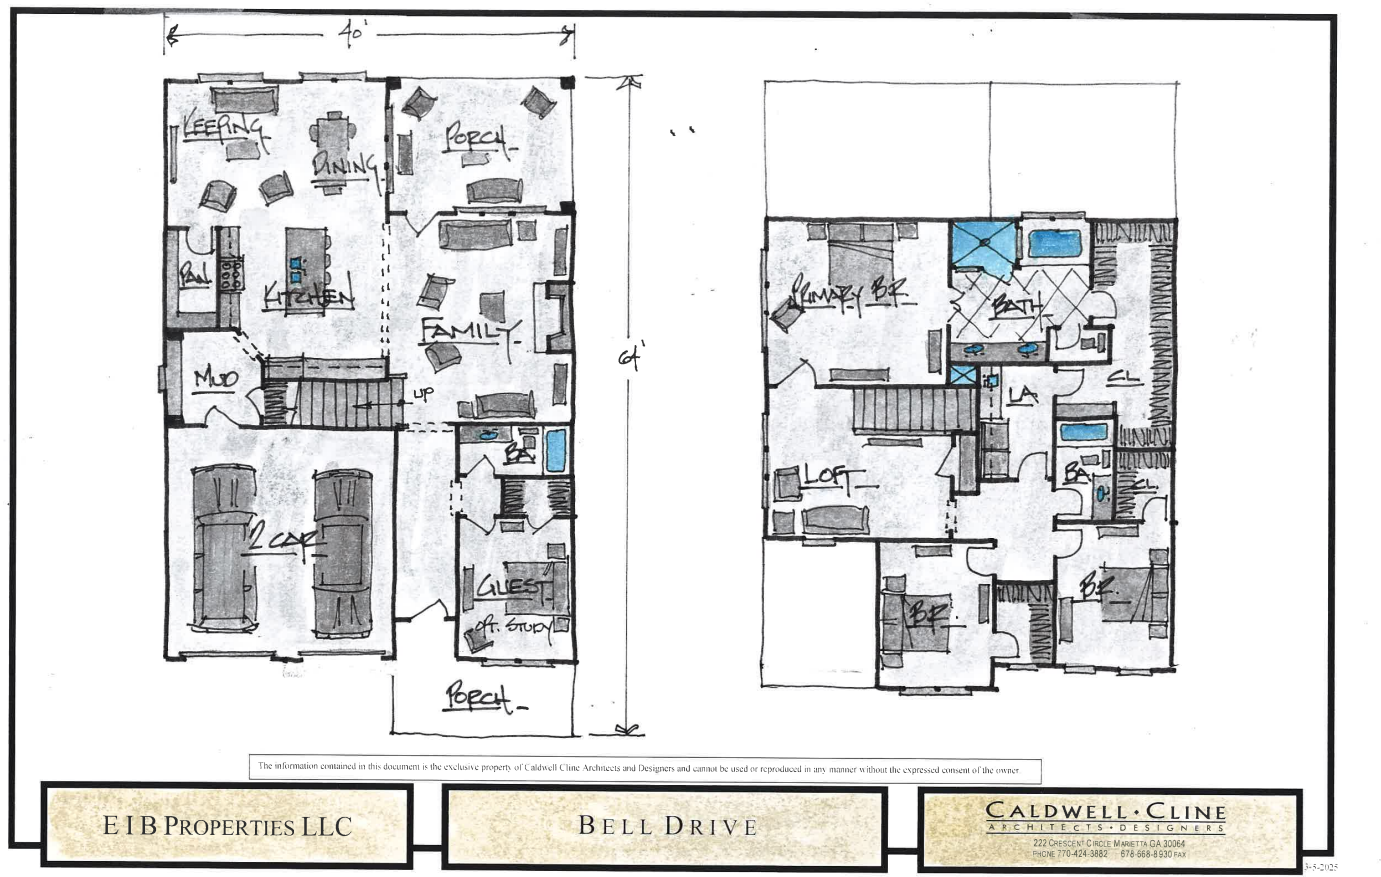 40'
KEEPING
DINING
PORCH
PAN
KITCHEN
FAMILY
64'
MUD
UP
BA.
2 CAR
GUEST
OPT. STUDY
PORCH
PRIMARY B.R.
BATH
LA
CL.
LOFT
BA.
CL.
B.R.
B.R.
The information contained in this document is the exclusive property of Caldwell Cline Architects and Designers and cannot be used or reproduced in any manner without the expressed consent of the owner
EIB PROPERTIES LLC
BELL DRIVE
CALDWELL·CLINE
ARCHITECTS·DESIGNERS
222 CRESCENT CIRCLE MARIETTA GA 30064
PHONE 770-424-3882 678-668-8930 FAX
3-5-2025